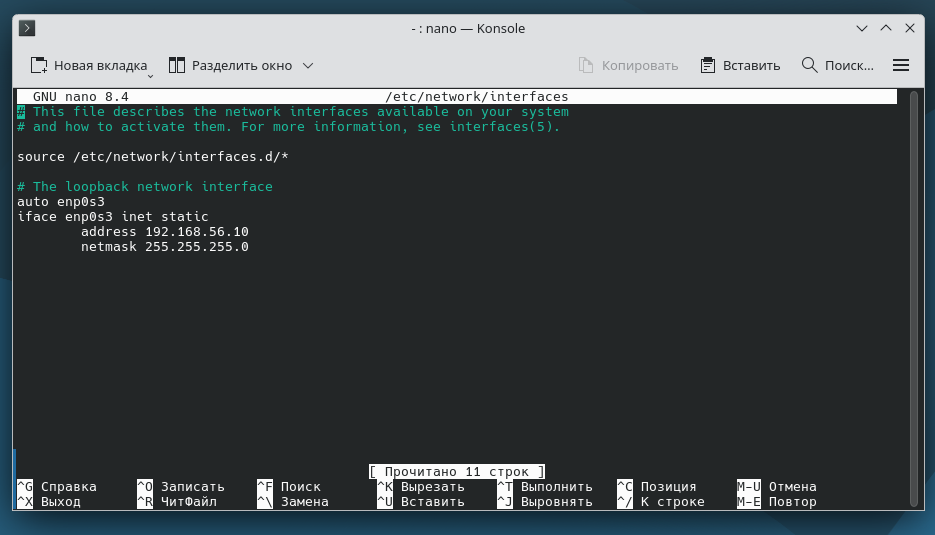 - : nano — Konsole
Новая вкладка Разделить окно Копировать Вставить Поиск...
GNU nano 8.4 /etc/network/interfaces
# This file describes the network interfaces available on your system
# and how to activate them. For more information, see interfaces(5).
source /etc/network/interfaces.d/*
# The loopback network interface
auto enp0s3
iface enp0s3 inet static
address 192.168.56.10
netmask 255.255.255.0
[ Прочитано 11 строк ]
^G Справка ^O Записать ^F Поиск ^K Вырезать ^T Выполнить ^C Позиция M-U Отмена
^X Выход ^R ЧитФайл ^\ Замена ^U Вставить ^J Выровнять ^/ К строке M-E Повтор